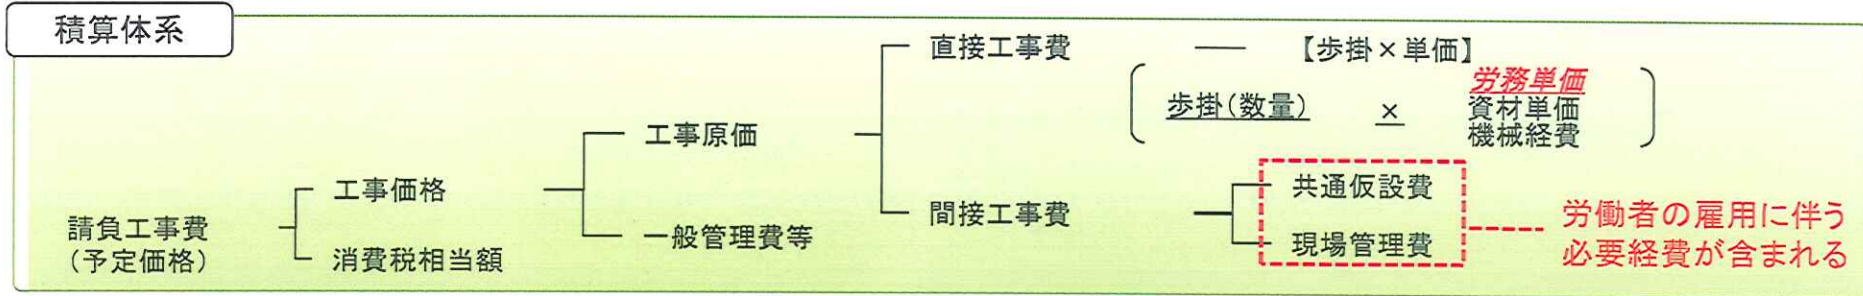 積算体系
直接工事費
【歩掛×単価】
歩掛(数量)
×
労務単価
資材単価
機械経費
工事原価
工事価格
共通仮設費
間接工事費
現場管理費
労働者の雇用に伴う
必要経費が含まれる
一般管理費等
請負工事費
(予定価格)
消費税相当額